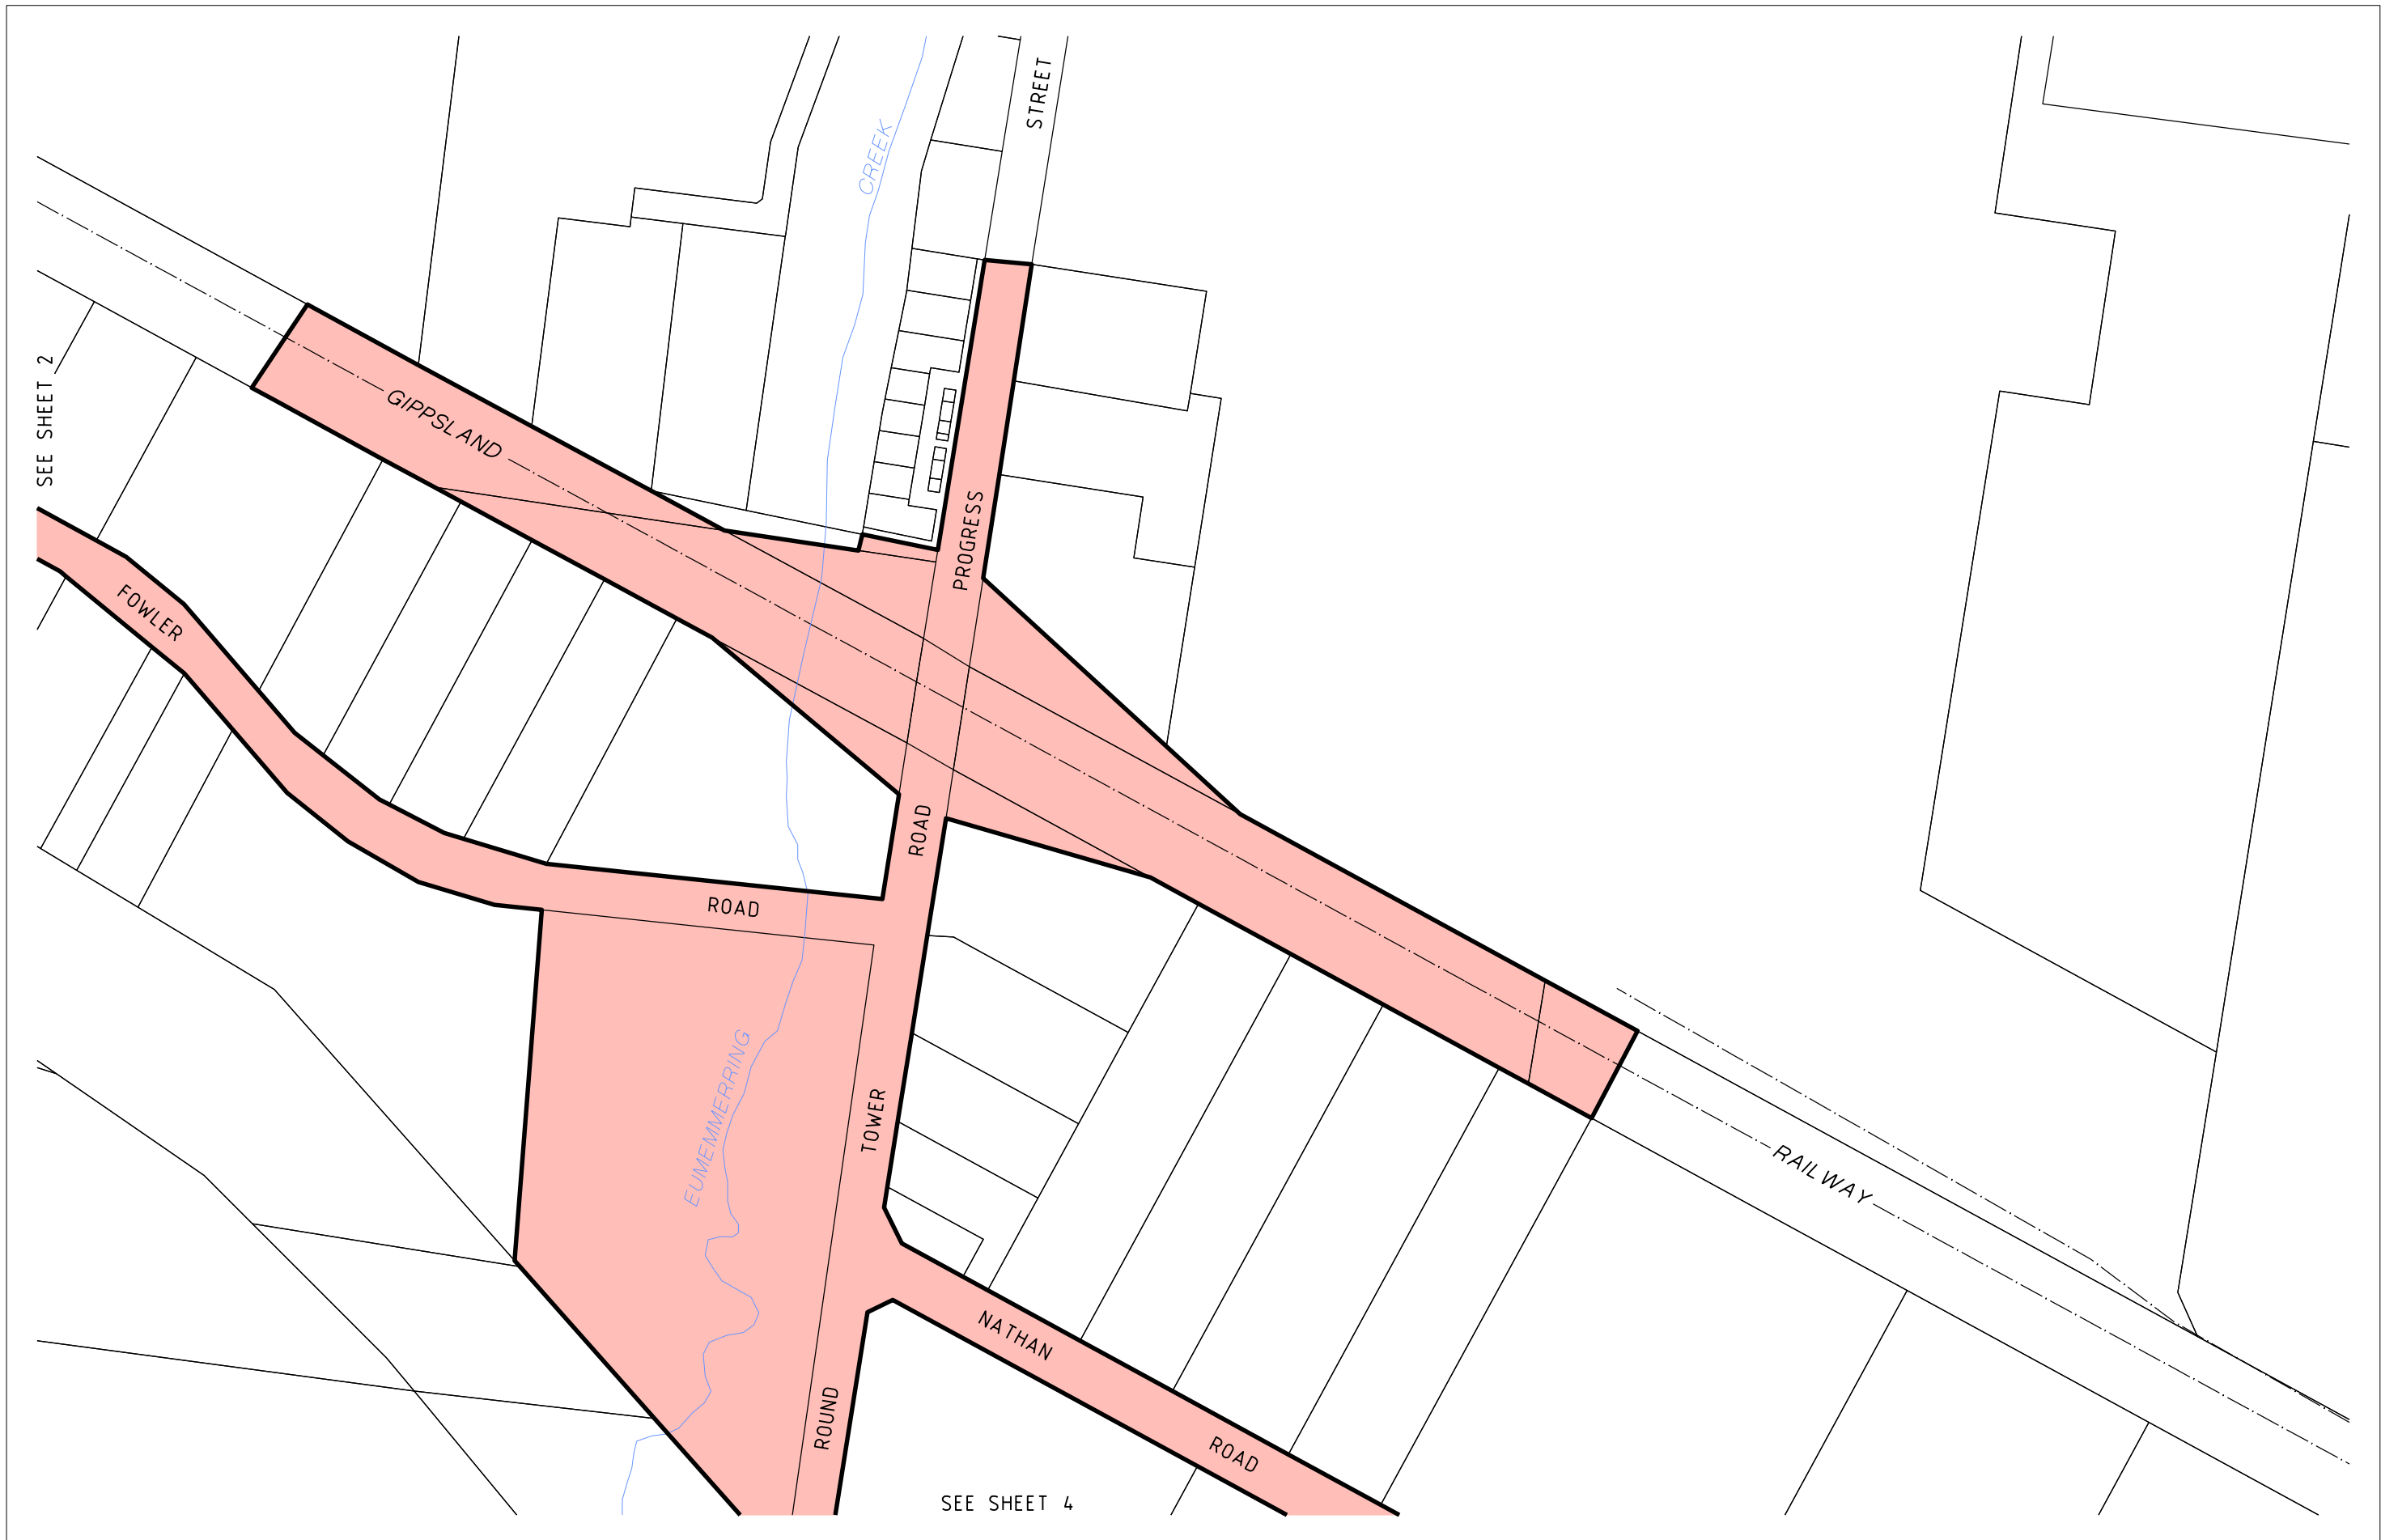 STREET
CREEK
SEE SHEET 2
GIPPSLAND
PROGRESS
FOWLER
ROAD
ROAD
EUMEMMERRING
TOWER
RAILWAY
NATHAN
ROUND
ROAD
SEE SHEET 4